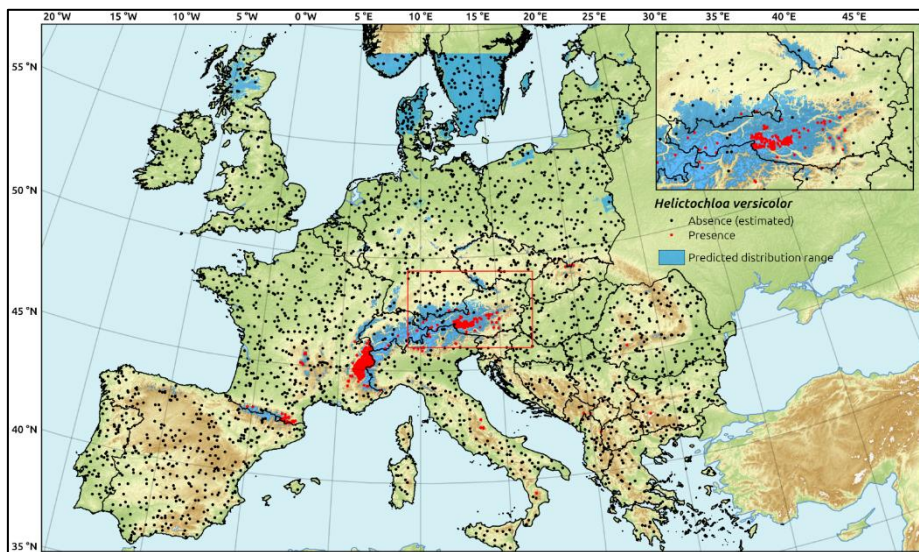 20°W 15°W 10°W 5°W 0° 5°E 10°E 15°E 20°E 25°E 30°E 35°E 40°E 45°E
55°N
50°N
45°N
40°N
35°N
Helictochloa versicolor
Absence (estimated)
Presence
Predicted distribution range